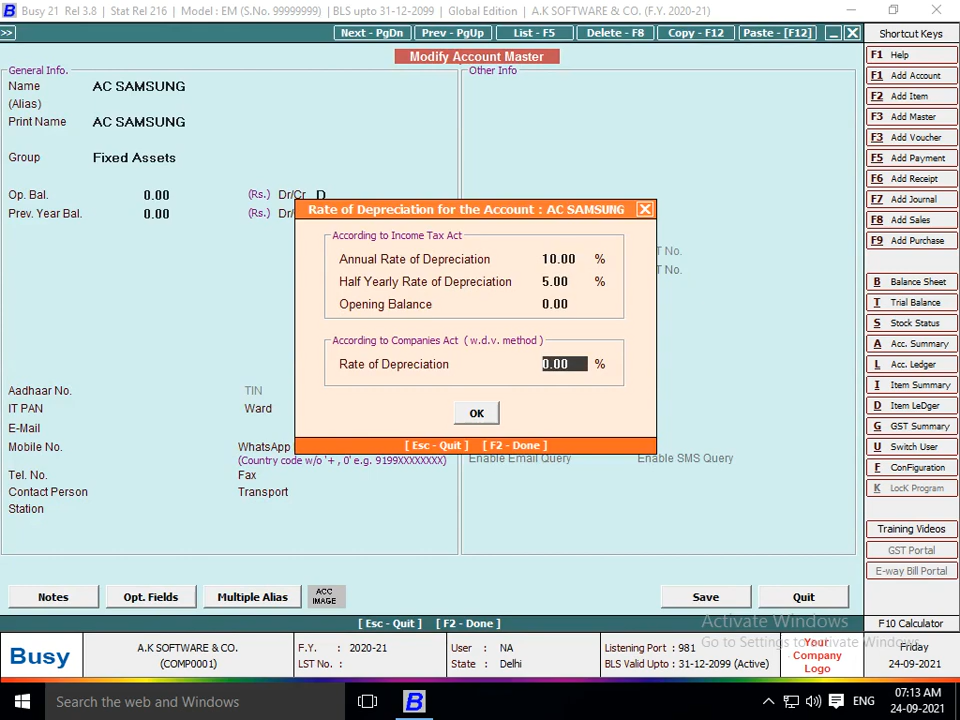 Busy 21 Rel 3.8 | Stat Rel 216 | Model : EM (S.No. 99999999) | BLS upto 31-12-2099 | Global Edition | A.K SOFTWARE & CO. (F.Y. 2020-21)
>> Next - PgDn Prev - PgUp List - F5 Delete - F8 Copy - F12 Paste - [F12]
Modify Account Master
General Info.
Name AC SAMSUNG
(Alias)
Print Name AC SAMSUNG
Group Fixed Assets
Op. Bal. 0.00 (Rs.) Dr/Cr D
Prev. Year Bal. 0.00 (Rs.) Dr/
Aadhaar No. TIN
IT PAN Ward
E-Mail
Mobile No. WhatsApp
(Country code w/o '+ , 0' e.g. 9199XXXXXXXX)
Tel. No. Fax
Contact Person Transport
Station
Other Info
T No.
T No.
Enable Email Query Enable SMS Query
Rate of Depreciation for the Account : AC SAMSUNG
According to Income Tax Act
Annual Rate of Depreciation 10.00 %
Half Yearly Rate of Depreciation 5.00 %
Opening Balance 0.00
According to Companies Act ( w.d.v. method )
Rate of Depreciation 0.00 %
OK
[ Esc - Quit ] [ F2 - Done ]
Notes Opt. Fields Multiple Alias ACC IMAGE Save Quit
[ Esc - Quit ] [ F2 - Done ]
Shortcut Keys
F1 Help
F1 Add Account
F2 Add Item
F3 Add Master
F3 Add Voucher
F5 Add Payment
F6 Add Receipt
F7 Add Journal
F8 Add Sales
F9 Add Purchase
B Balance Sheet
T Trial Balance
S Stock Status
A Acc. Summary
L Acc. Ledger
I Item Summary
D Item LeDger
G GST Summary
U Switch User
F ConFiguration
K LocK Program
Training Videos
GST Portal
E-way Bill Portal
F10 Calculator
Activate Windows
Go to Settings to activate Windows.
Busy
A.K SOFTWARE & CO.
(COMP0001)
F.Y. : 2020-21
LST No. :
User : NA
State : Delhi
Listening Port : 981
BLS Valid Upto : 31-12-2099 (Active)
Your
Company
Logo
Friday
24-09-2021
Search the web and Windows
B
ENG
07:13 AM
24-09-2021